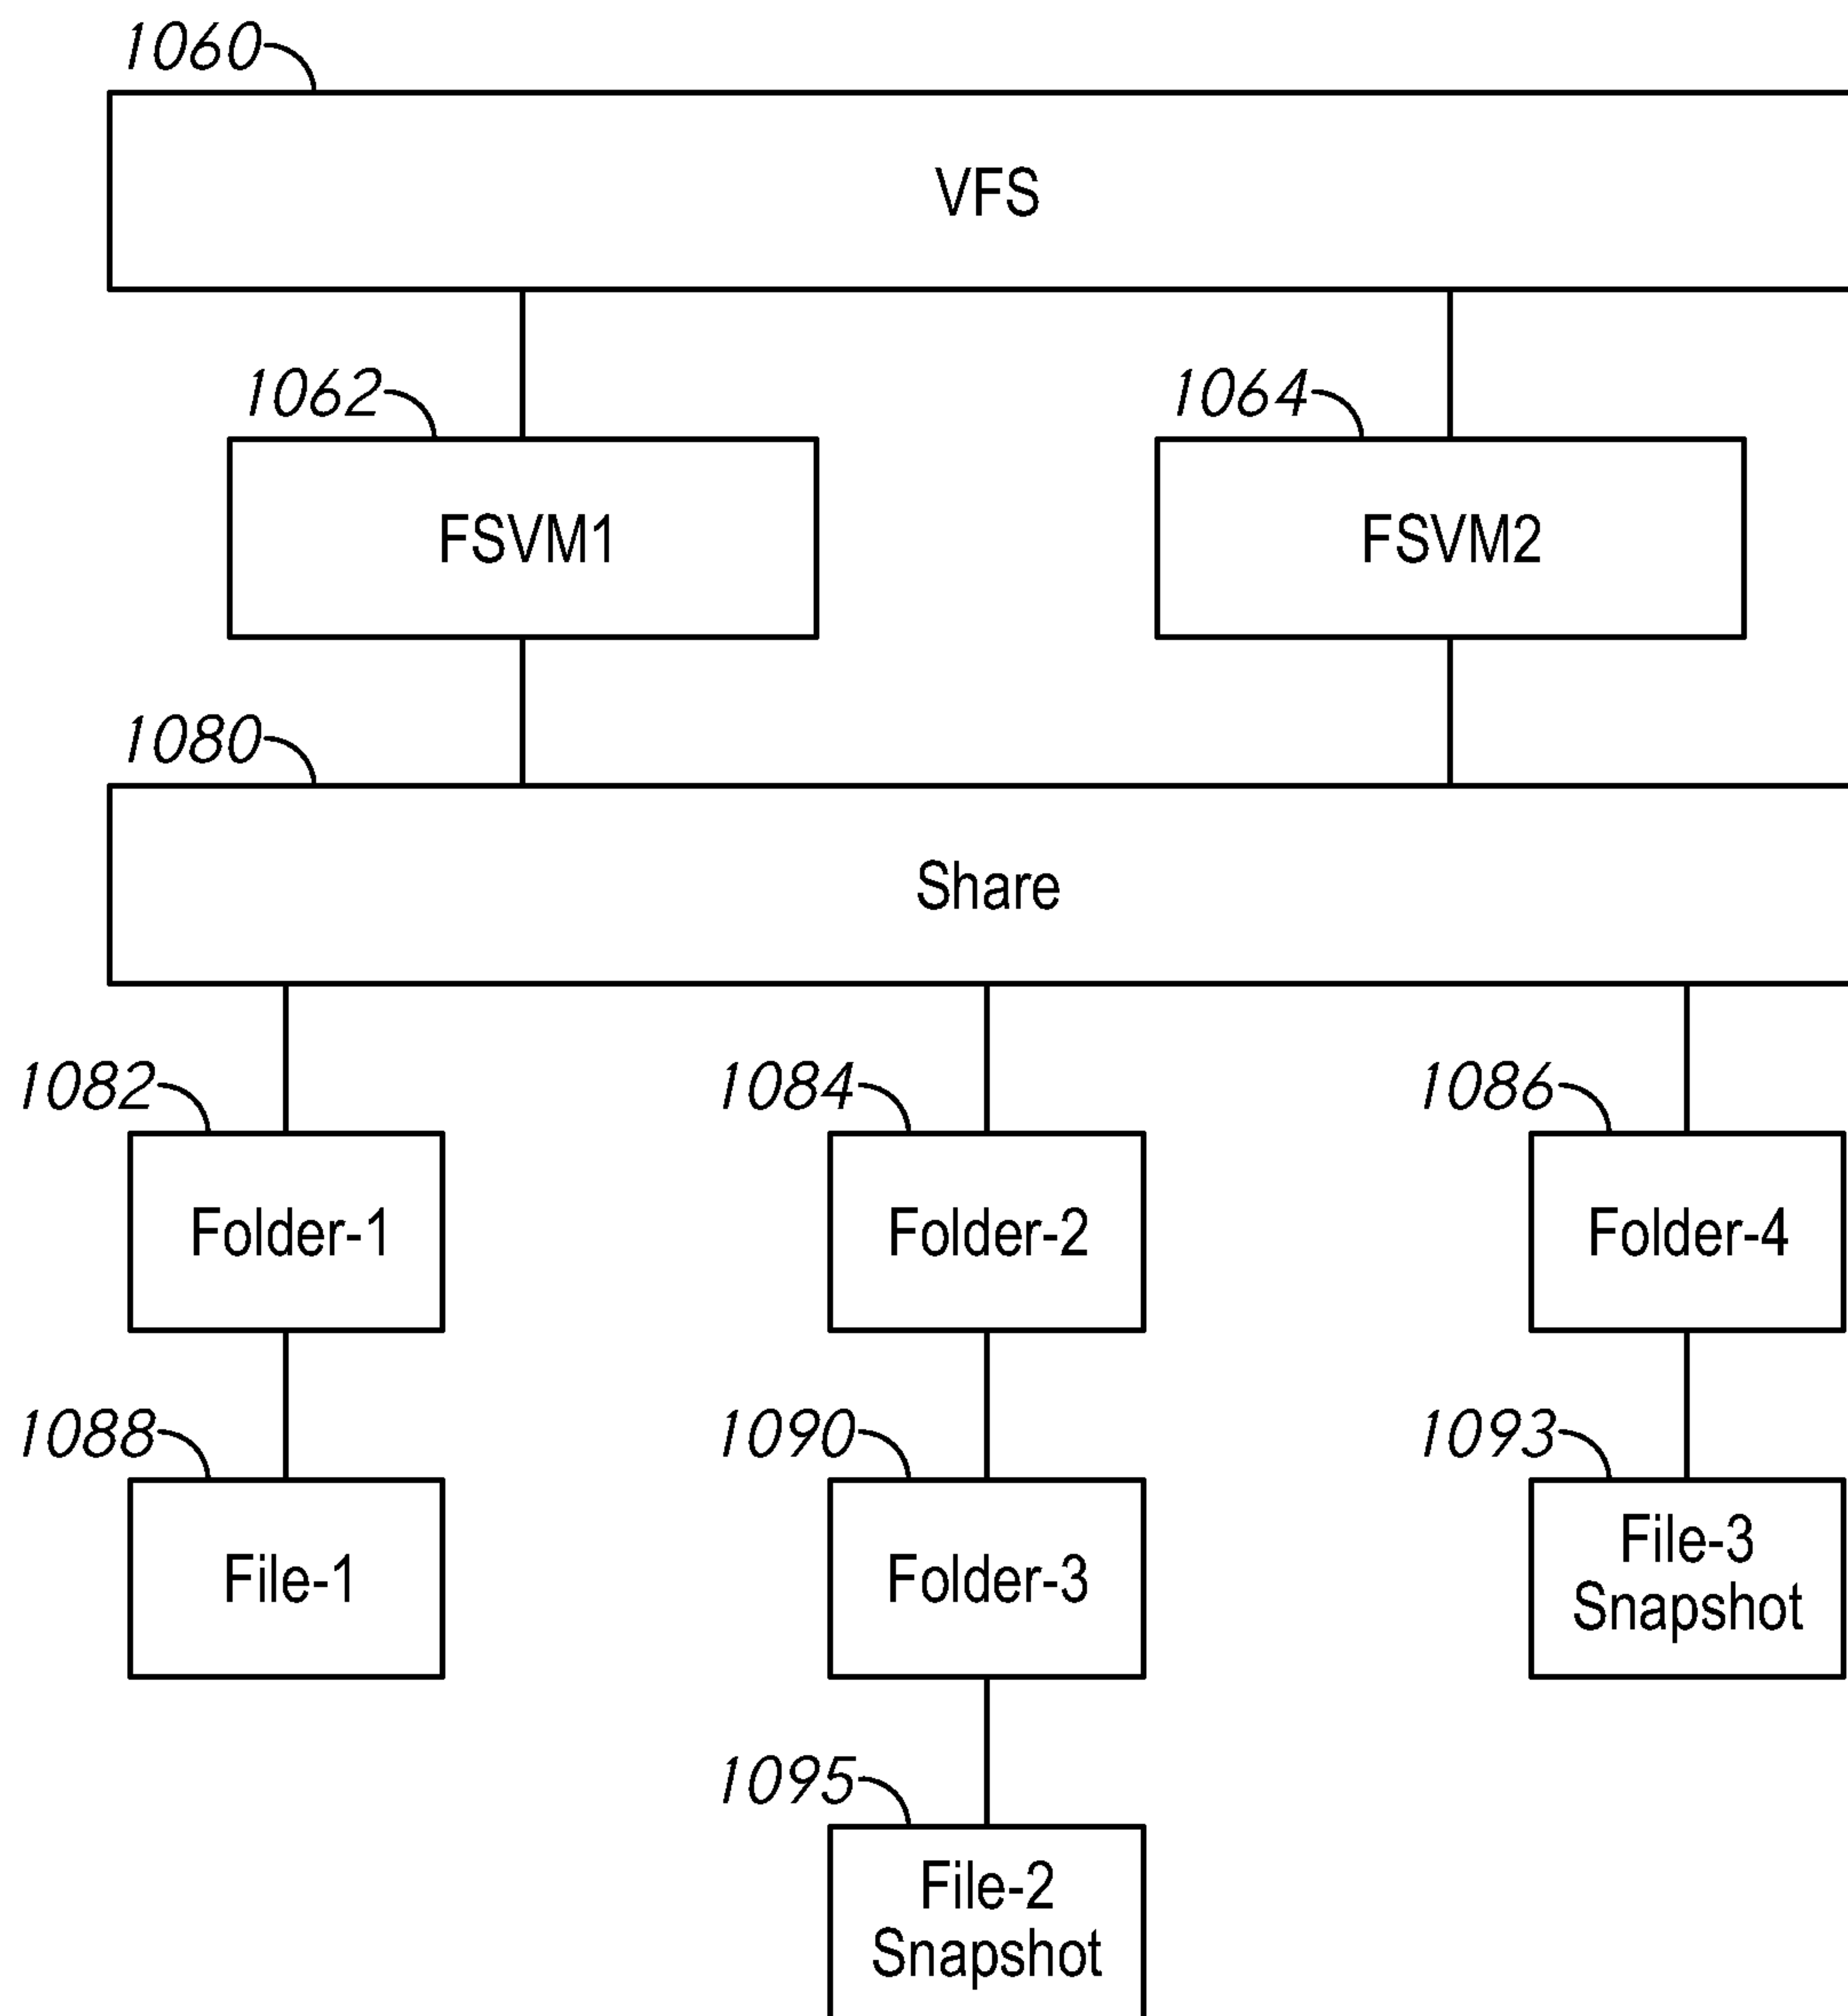 1060
VFS
1062
1064
FSVM1
FSVM2
1080
Share
1082
1084
1086
Folder-1
Folder-2
Folder-4
1088
1090
1093
File-1
Folder-3
File-3
Snapshot
1095
File-2
Snapshot